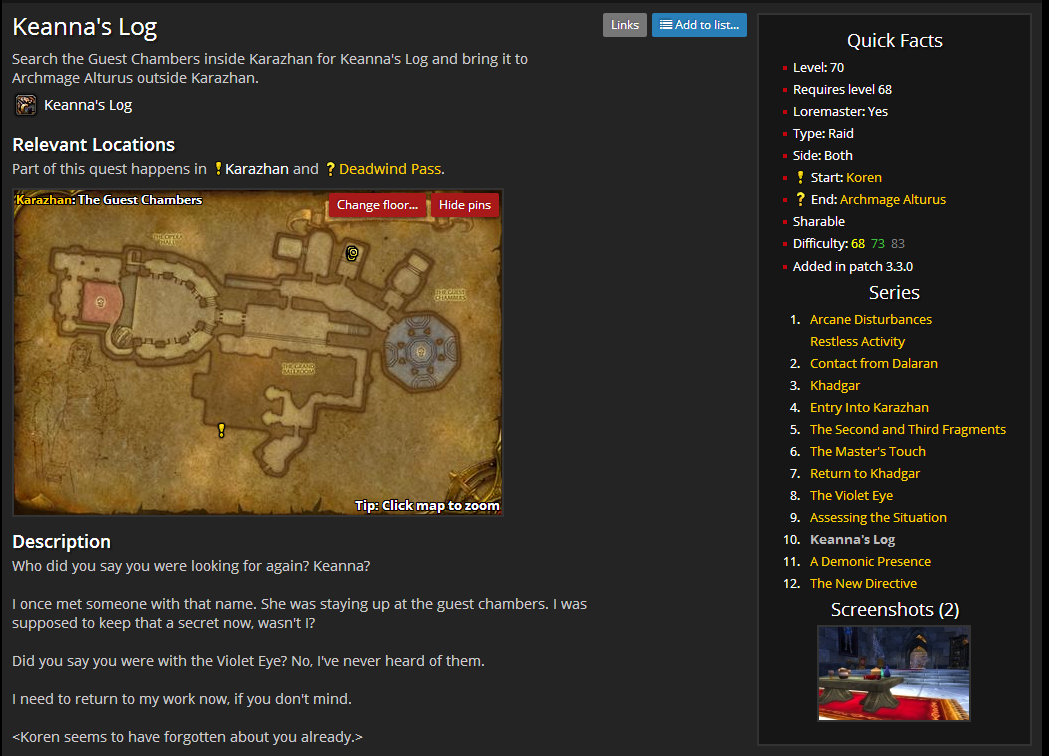 Keanna's Log
Links
Add to list...
Search the Guest Chambers inside Karazhan for Keanna's Log and bring it to
Archmage Alturus outside Karazhan.
Keanna's Log
Relevant Locations
Part of this quest happens in ! Karazhan and ? Deadwind Pass.
Karazhan: The Guest Chambers
Change floor...
Hide pins
THE OPERA
HALL
THE GUEST
CHAMBERS
THE GRAND
BALLROOM
!
Tip: Click map to zoom
Description
Who did you say you were looking for again? Keanna?
I once met someone with that name. She was staying up at the guest chambers. I was
supposed to keep that a secret now, wasn't I?
Did you say you were with the Violet Eye? No, I've never heard of them.
I need to return to my work now, if you don't mind.
<Koren seems to have forgotten about you already.>
Quick Facts
Level: 70
Requires level 68
Loremaster: Yes
Type: Raid
Side: Both
! Start: Koren
? End: Archmage Alturus
Sharable
Difficulty: 68 73 83
Added in patch 3.3.0
Series
1. Arcane Disturbances
Restless Activity
2. Contact from Dalaran
3. Khadgar
4. Entry Into Karazhan
5. The Second and Third Fragments
6. The Master's Touch
7. Return to Khadgar
8. The Violet Eye
9. Assessing the Situation
10. Keanna's Log
11. A Demonic Presence
12. The New Directive
Screenshots (2)